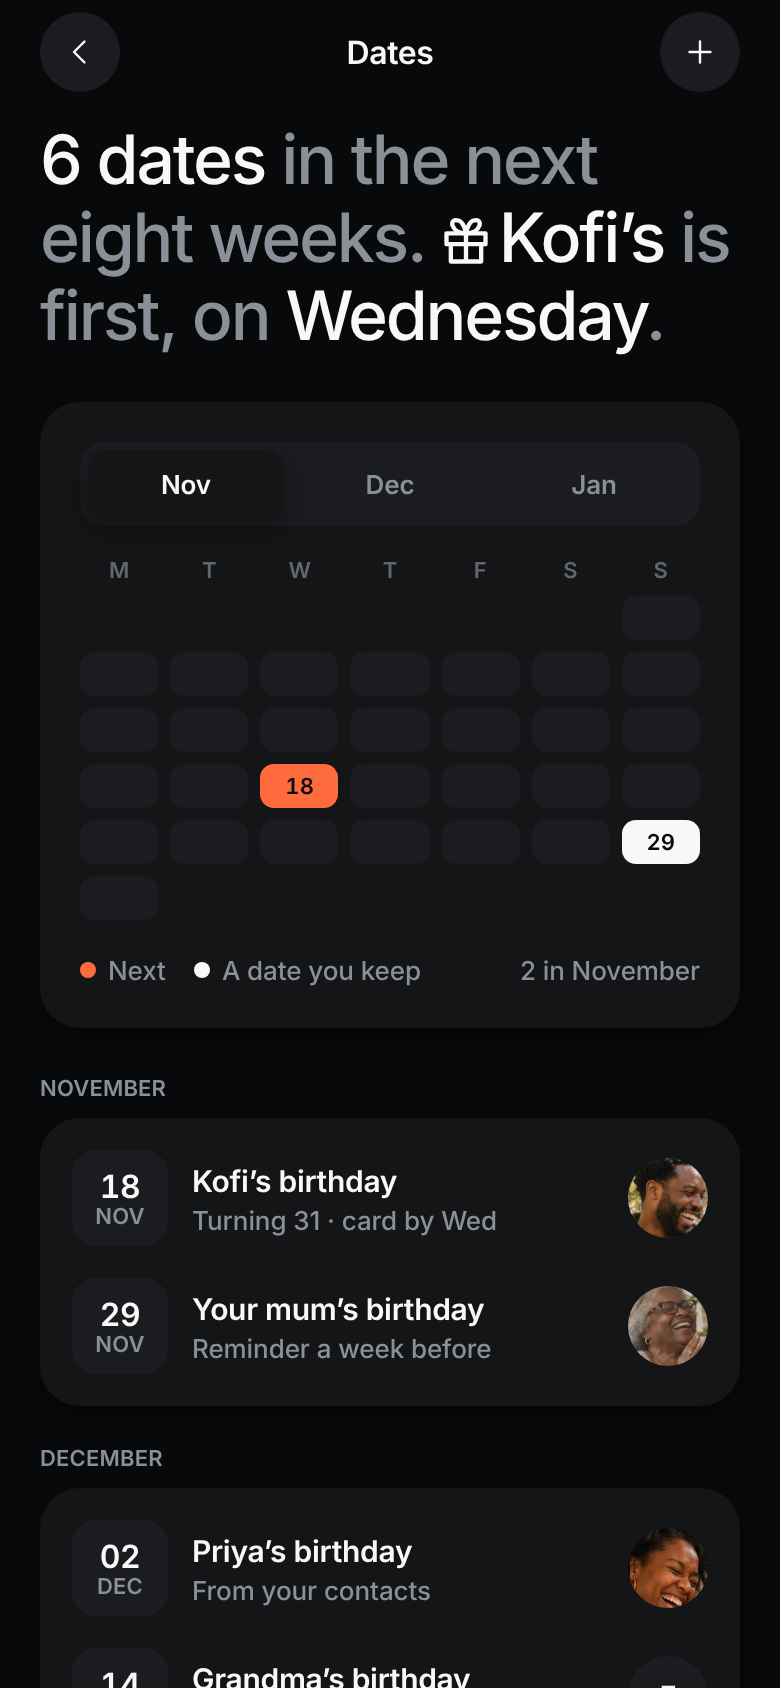 Dates
6 dates in the next
eight weeks. Kofi’s is
first, on Wednesday.
Nov Dec Jan
M T W T F S S
18
29
Next A date you keep 2 in November
NOVEMBER
18 NOV
Kofi’s birthday
Turning 31 · card by Wed
29 NOV
Your mum’s birthday
Reminder a week before
DECEMBER
02 DEC
Priya’s birthday
From your contacts
14
Grandma’s birthday